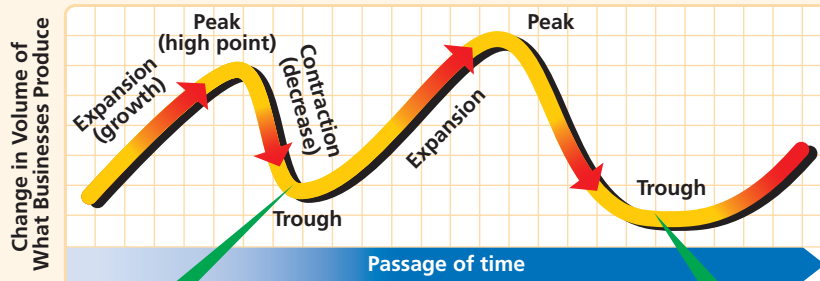 Change in Volume of
What Businesses Produce
Expansion
(growth)
Peak
(high point)
Contraction
(decrease)
Trough
Expansion
Peak
Trough
Passage of time